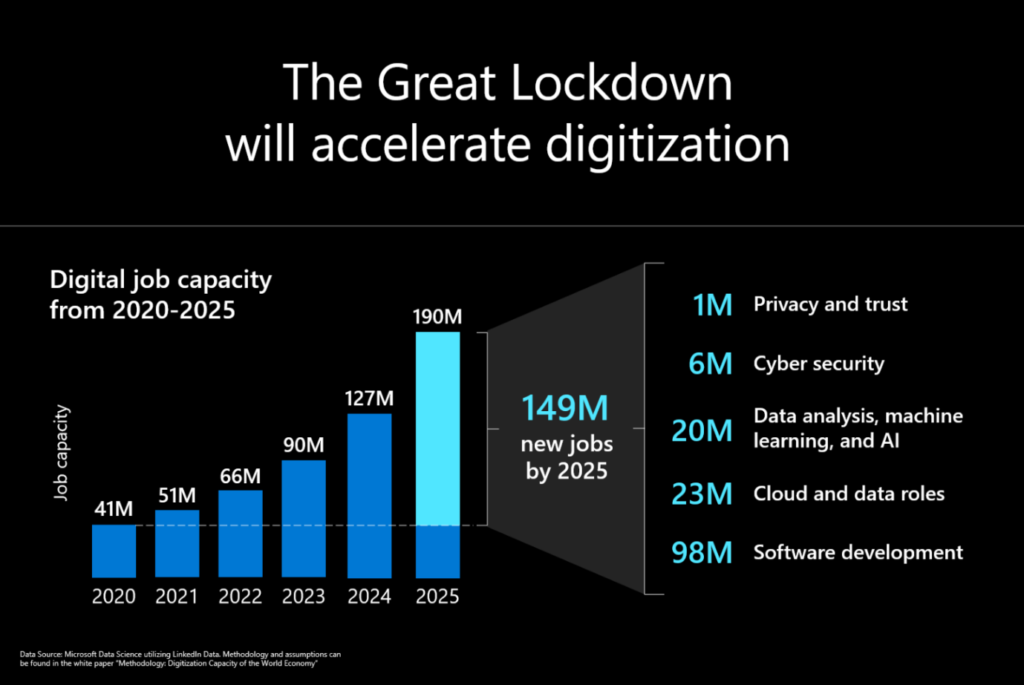 The Great Lockdown
will accelerate digitization
Digital job capacity
from 2020-2025
Job capacity
41M
51M
66M
90M
127M
190M
2020
2021
2022
2023
2024
2025
149M
new jobs
by 2025
1M Privacy and trust
6M Cyber security
20M Data analysis, machine
learning, and AI
23M Cloud and data roles
98M Software development
Data Source: Microsoft Data Science utilizing LinkedIn Data. Methodology and assumptions can
be found in the white paper "Methodology: Digitization Capacity of the World Economy"